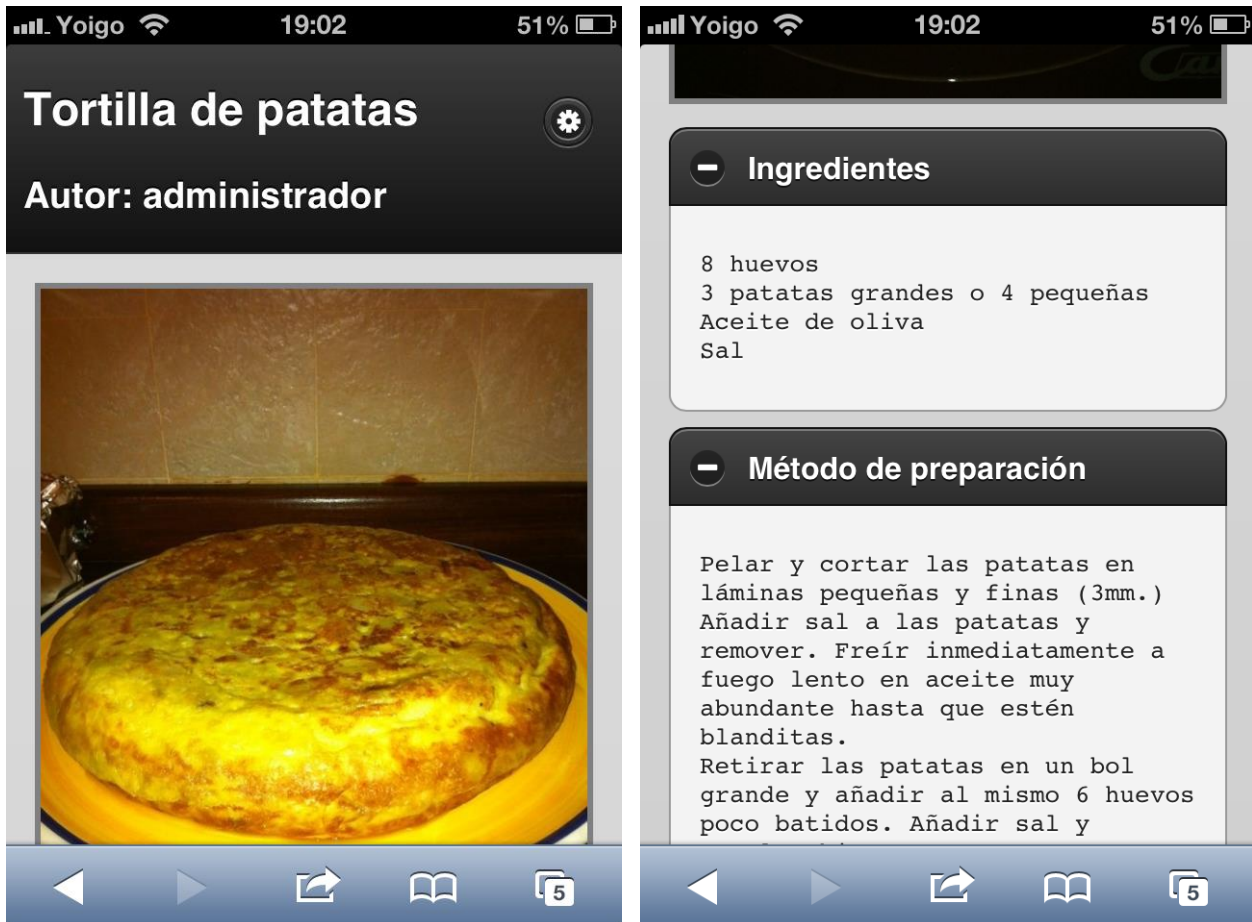 Yoigo 19:02 51%
Tortilla de patatas
Autor: administrador
5
Yoigo 19:02 51%
Ingredientes
8 huevos
3 patatas grandes o 4 pequeñas
Aceite de oliva
Sal
Método de preparación
Pelar y cortar las patatas en
láminas pequeñas y finas (3mm.)
Añadir sal a las patatas y
remover. Freír inmediatamente a
fuego lento en aceite muy
abundante hasta que estén
blanditas.
Retirar las patatas en un bol
grande y añadir al mismo 6 huevos
poco batidos. Añadir sal y
5